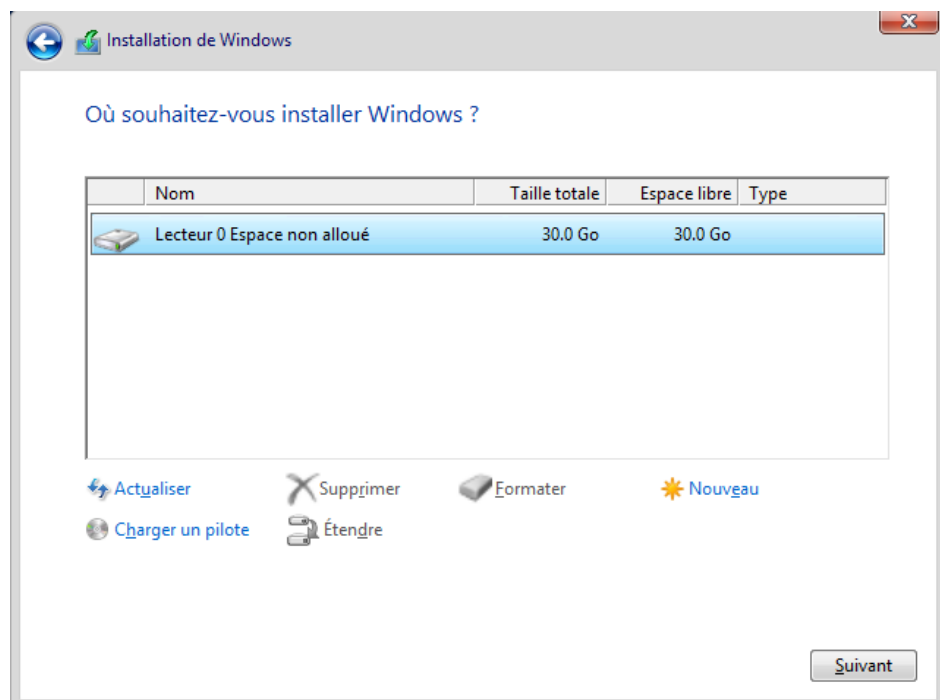 Installation de Windows
Où souhaitez-vous installer Windows ?
Nom Taille totale Espace libre Type
Lecteur 0 Espace non alloué 30.0 Go 30.0 Go
Actualiser Supprimer Formater Nouveau
Charger un pilote Étendre
Suivant